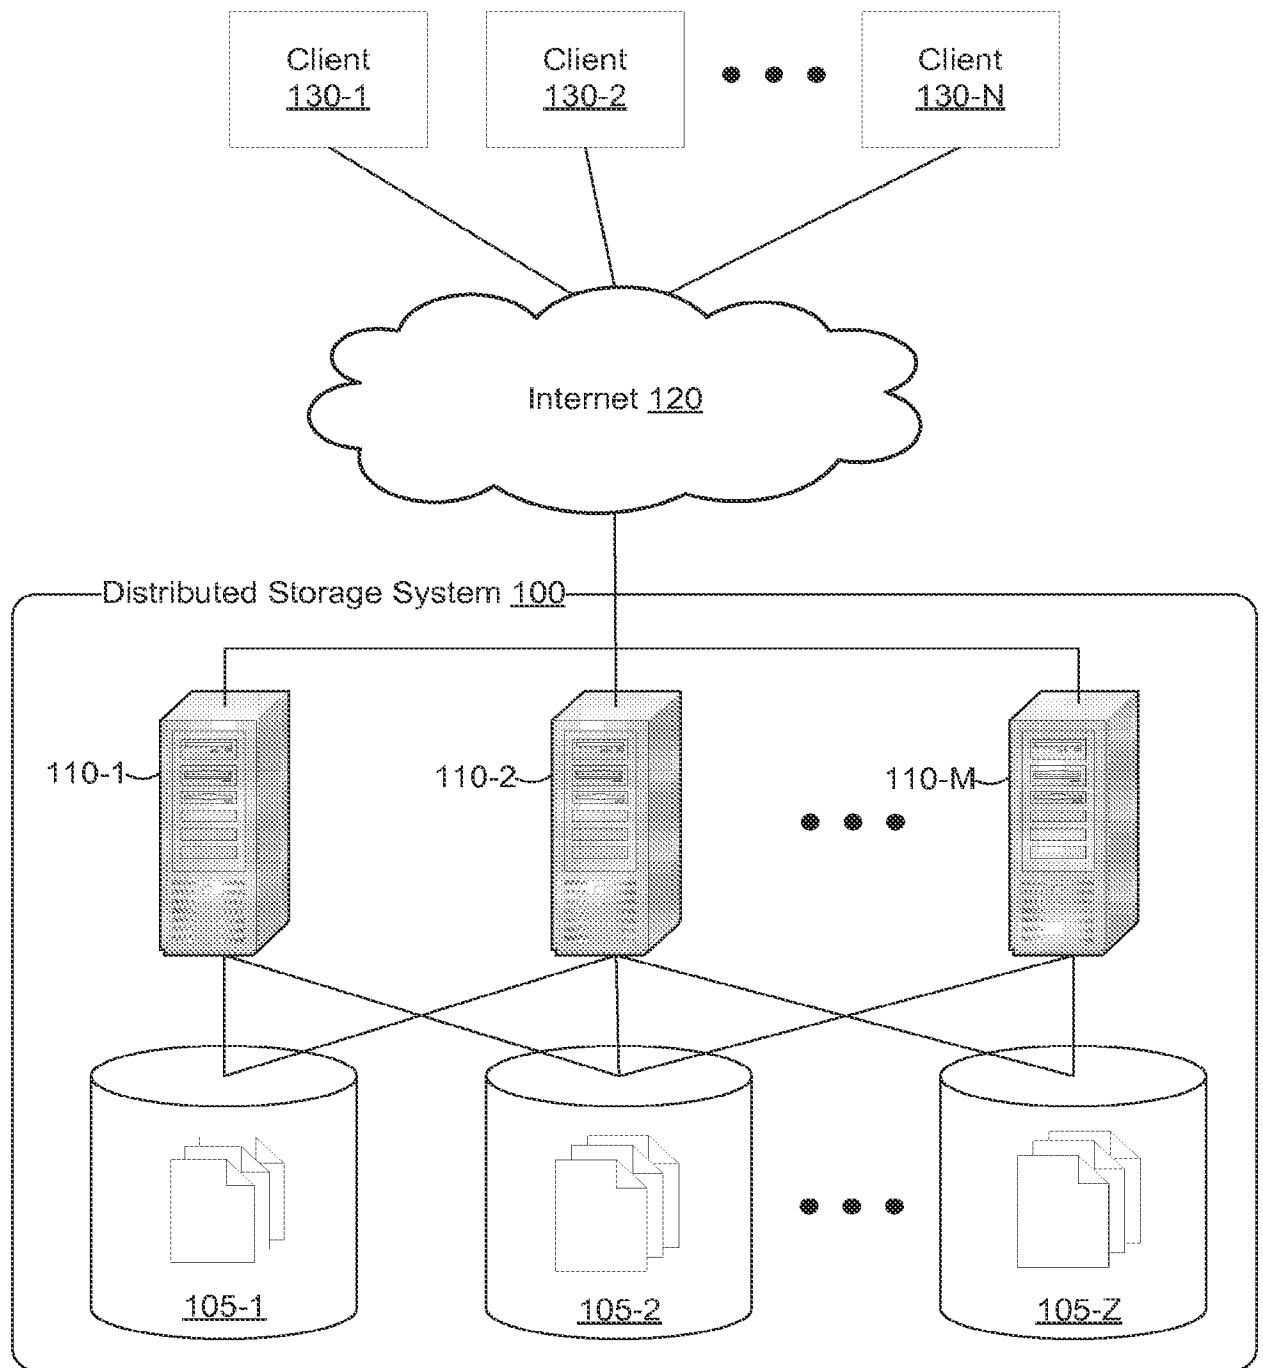 Client
130-1
Client
130-2
Client
130-N
Internet 120
Distributed Storage System 100
110-1
110-2
110-M
105-1
105-2
105-Z